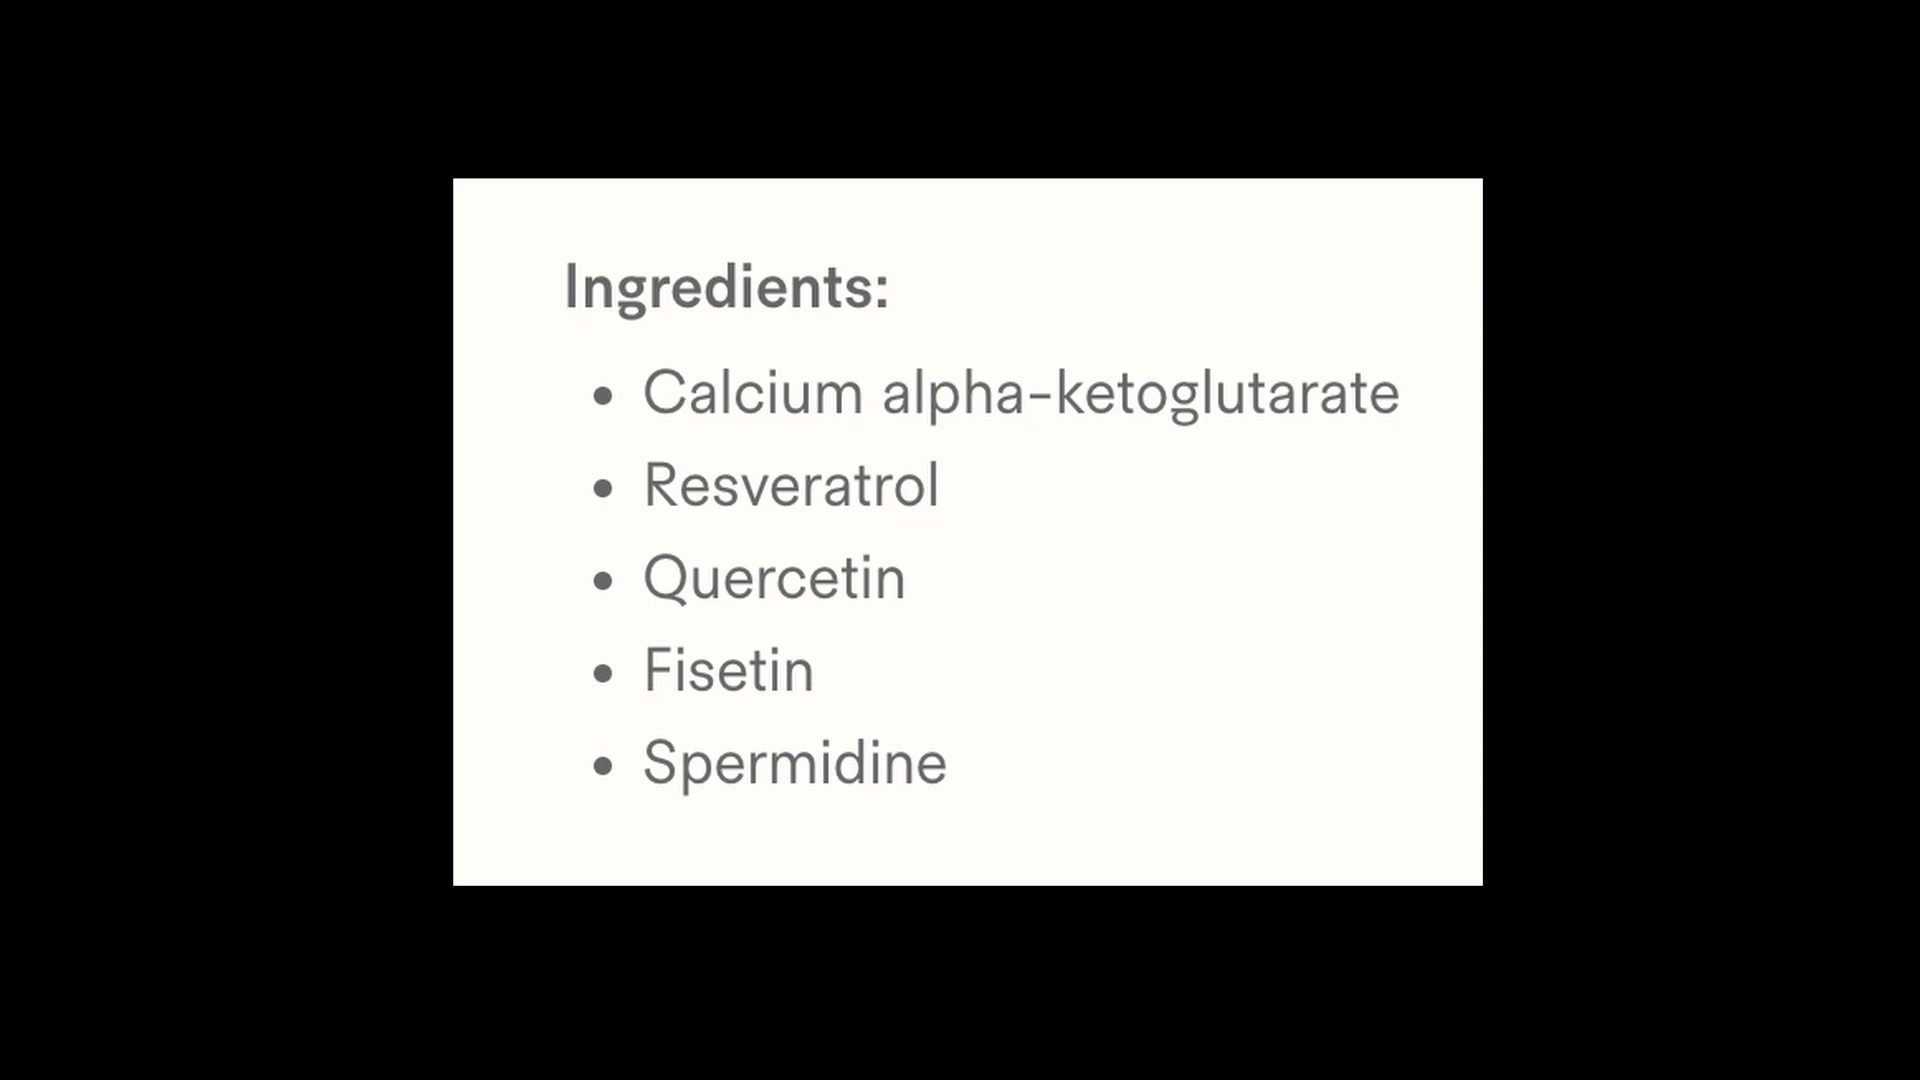 Ingredients:
• Calcium alpha-ketoglutarate
• Resveratrol
• Quercetin
• Fisetin
• Spermidine